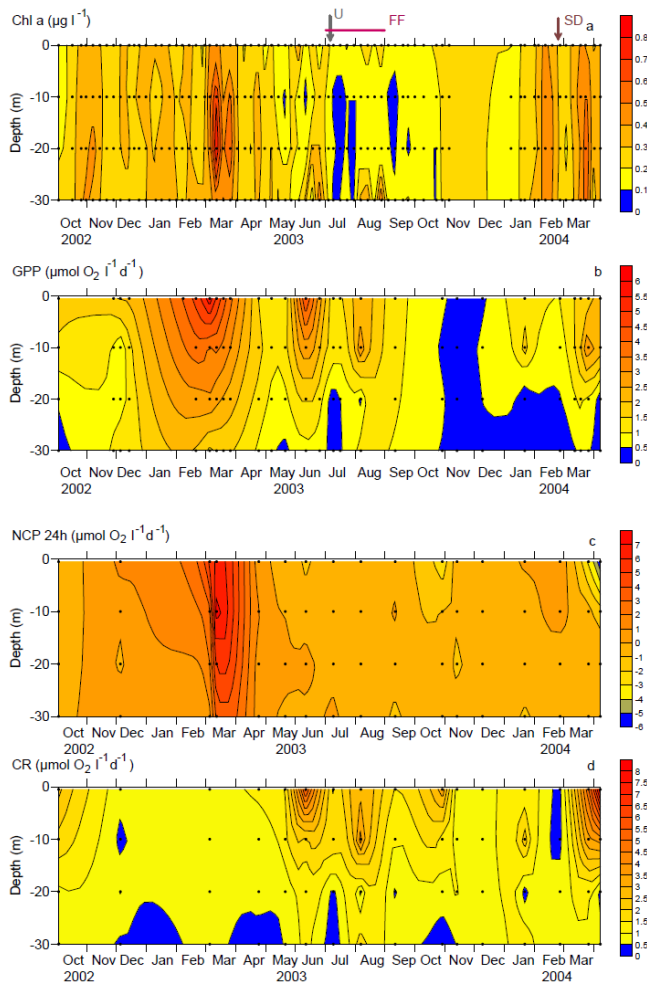 Chl a (µg l⁻¹) U FF SD a
0 -10 -20 -30
Depth (m)
0.9 0.8 0.7 0.6 0.5 0.4 0.3 0.2 0.1 0
Oct Nov Dec Jan Feb Mar Apr May Jun Jul Aug Sep Oct Nov Dec Jan Feb Mar
2002 2003 2004
GPP (µmol O₂ l⁻¹ d⁻¹) b
0 -10 -20 -30
Depth (m)
6 5.5 5 4.5 4 3.5 3 2.5 2 1.5 1 0.5 0
Oct Nov Dec Jan Feb Mar Apr May Jun Jul Aug Sep Oct Nov Dec Jan Feb Mar
2002 2003 2004
NCP 24h (µmol O₂ l⁻¹d⁻¹) c
0 -10 -20 -30
Depth (m)
7 6 5 4 3 2 1 0 -1 -2 -3 -4 -5 -6
Oct Nov Dec Jan Feb Mar Apr May Jun Jul Aug Sep Oct Nov Dec Jan Feb Mar
2002 2003 2004
CR (µmol O₂ l⁻¹d⁻¹) d
0 -10 -20 -30
Depth (m)
8 7.5 7 6.5 6 5.5 5 4.5 4 3.5 3 2.5 2 1.5 1 0.5 0
Oct Nov Dec Jan Feb Mar Apr May Jun Jul Aug Sep Oct Nov Dec Jan Feb Mar
2002 2003 2004